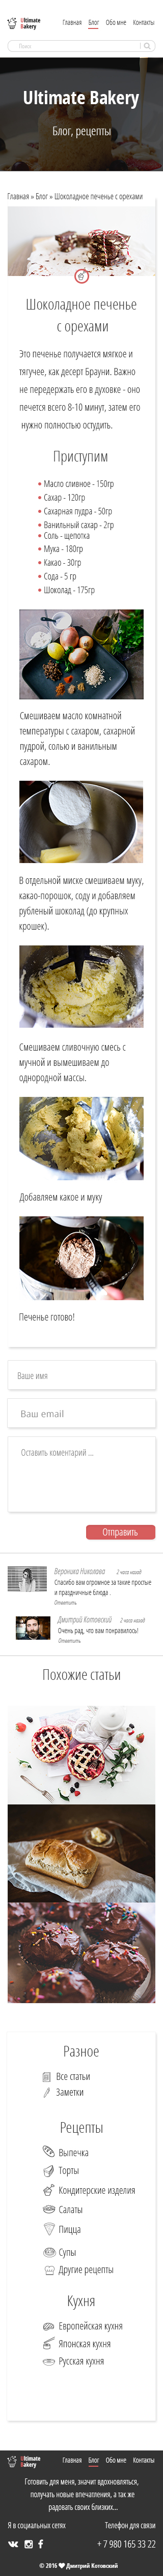 Ultimate
Bakery
Главная Блог Обо мне Контакты
Поиск
Ultimate Bakery
Блог, рецепты
Главная » Блог » Шоколадное печенье с орехами
Шоколадное печенье
с орехами
Это печенье получается мягкое и
тягучее, как десерт Брауни. Важно
не передержать его в духовке - оно
печется всего 8-10 минут, затем его
нужно полностью остудить.
Приступим
Масло сливочное - 150гр
Сахар - 120гр
Сахарная пудра - 50гр
Ванильный сахар - 2гр
Соль - щепотка
Мука - 180гр
Какао - 30гр
Сода - 5 гр
Шоколад - 175гр
Смешиваем масло комнатной
температуры с сахаром, сахарной
пудрой, солью и ванильным
сахаром.
В отдельной миске смешиваем муку,
какао-порошок, соду и добавляем
рубленый шоколад (до крупных
крошек).
Смешиваем сливочную смесь с
мучной и вымешиваем до
однородной массы.
Добавляем какое и муку
Печенье готово!
Ваше имя
Ваш email
Оставить коментарий ...
Отправить
Вероника Николава 2 часа назад
Спасибо вам огромное за такие простые
и праздничные блюда .
Ответить
Дмитрий Котовский 2 часа назад
Очень рад, что вам понравилось!
Ответить
Похожие статьи
Разное
Все статьи
Заметки
Рецепты
Выпечка
Торты
Кондитерские изделия
Салаты
Пицца
Супы
Другие рецепты
Кухня
Европейская кухня
Японская кухня
Русская кухня
Ultimate
Bakery
Главная Блог Обо мне Контакты
Готовить для меня, значит вдохновляться,
получать новые впечатления, а так же
радовать своих близких...
Я в социальных сетях Телефон для связи
+ 7 980 165 33 22
© 2016 Дмитрий Котовский